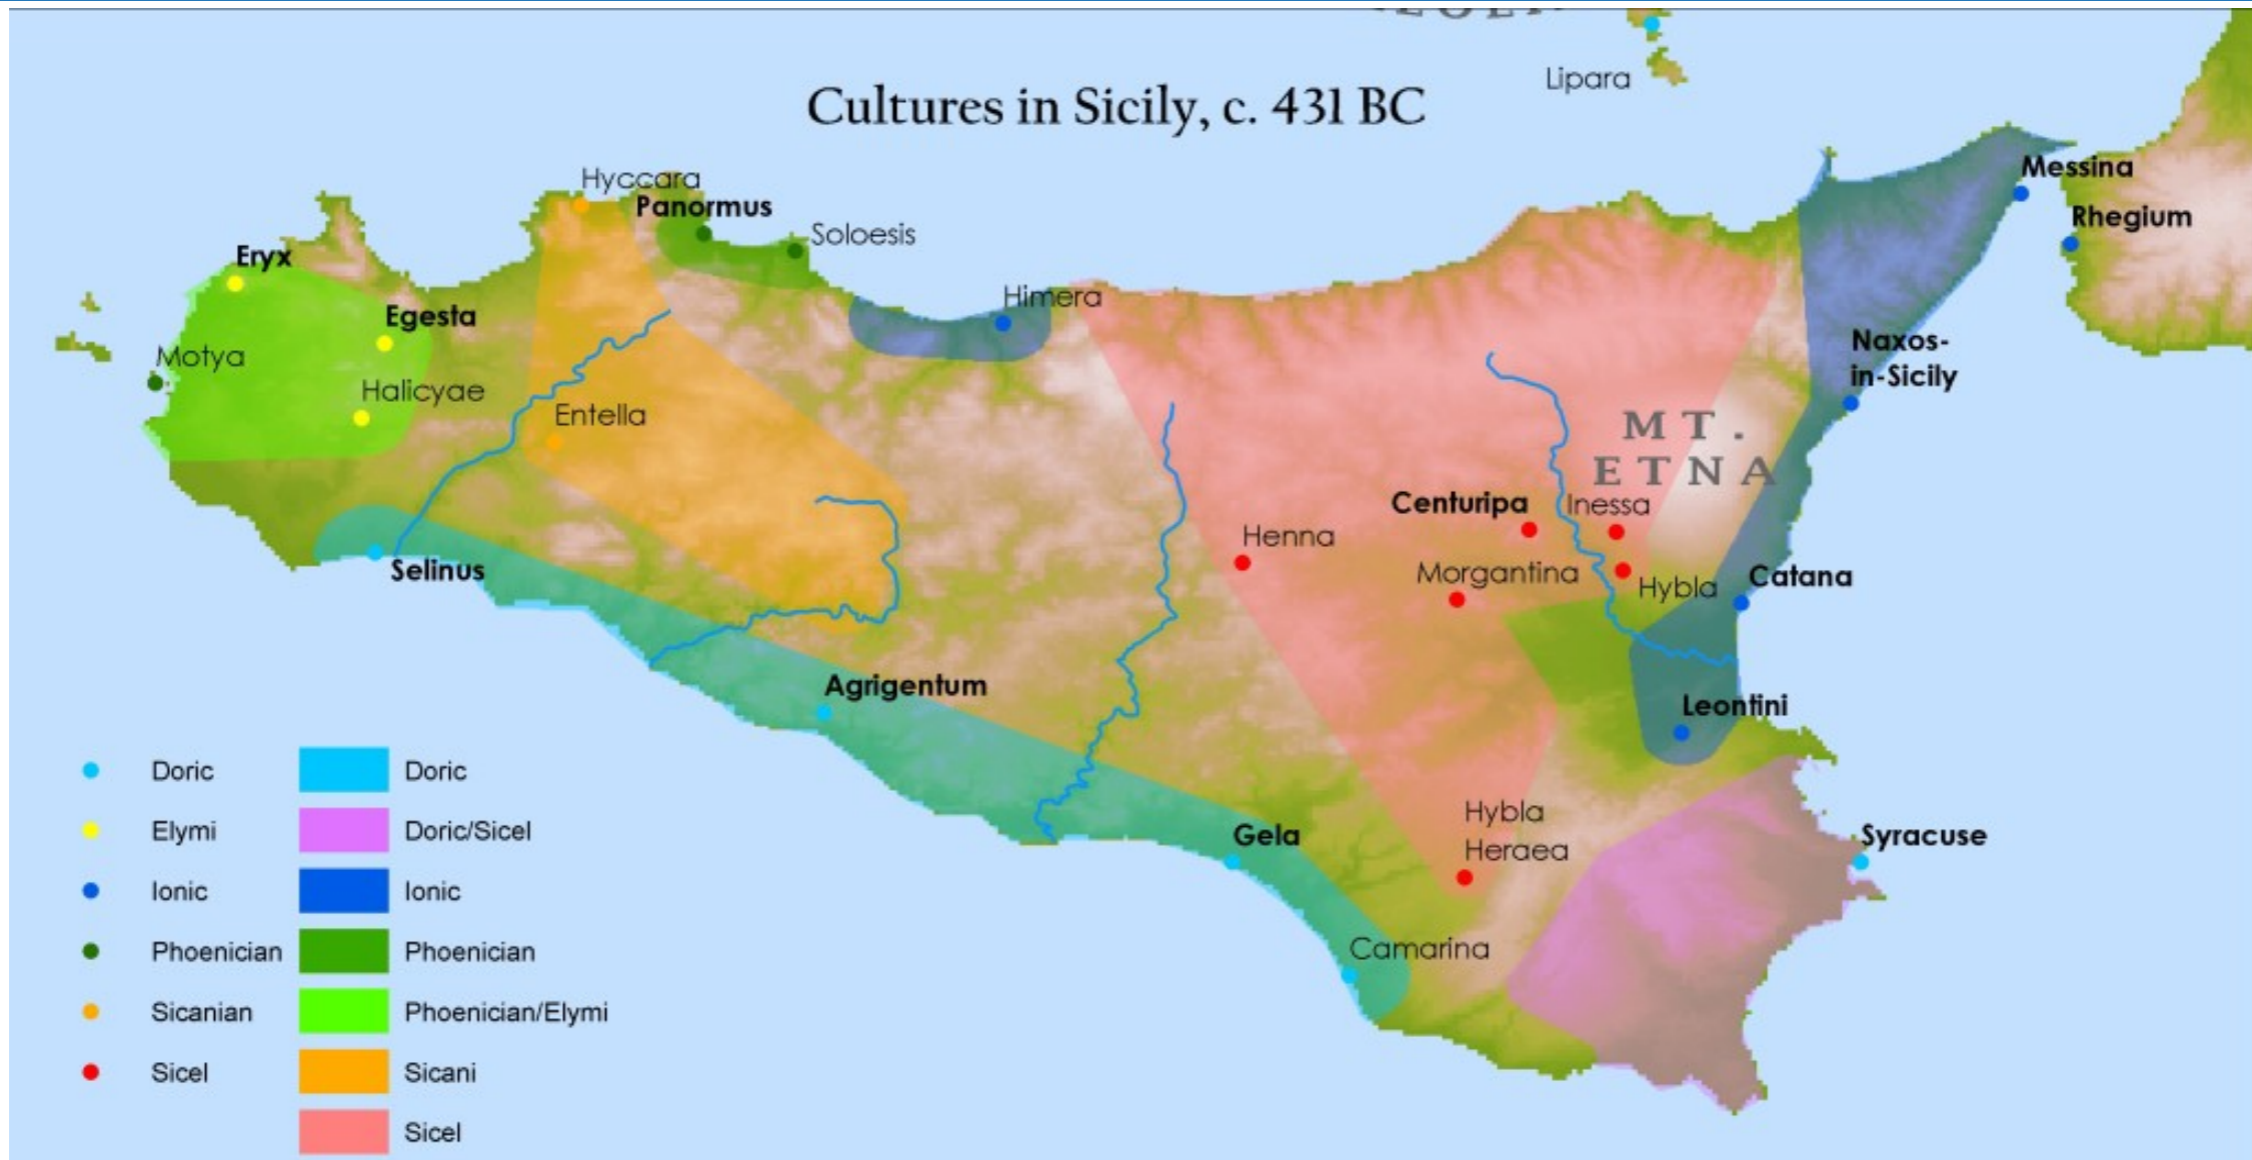 Lipara
Cultures in Sicily, c. 431 BC
Hyccara
Panormus
Soloesis
Messina
Rhegium
Eryx
Egesta
Himera
Motya
Halicyae
Entella
Naxos-
in-Sicily
MT.
ETNA
Centuripa
Inessa
Henna
Morgantina
Hybla
Catana
Selinus
Agrigentum
Leontini
Hybla
Heraea
Gela
Syracuse
Camarina
Doric
Doric
Elymi
Doric/Sicel
Ionic
Ionic
Phoenician
Phoenician
Sicanian
Phoenician/Elymi
Sicel
Sicani
Sicel